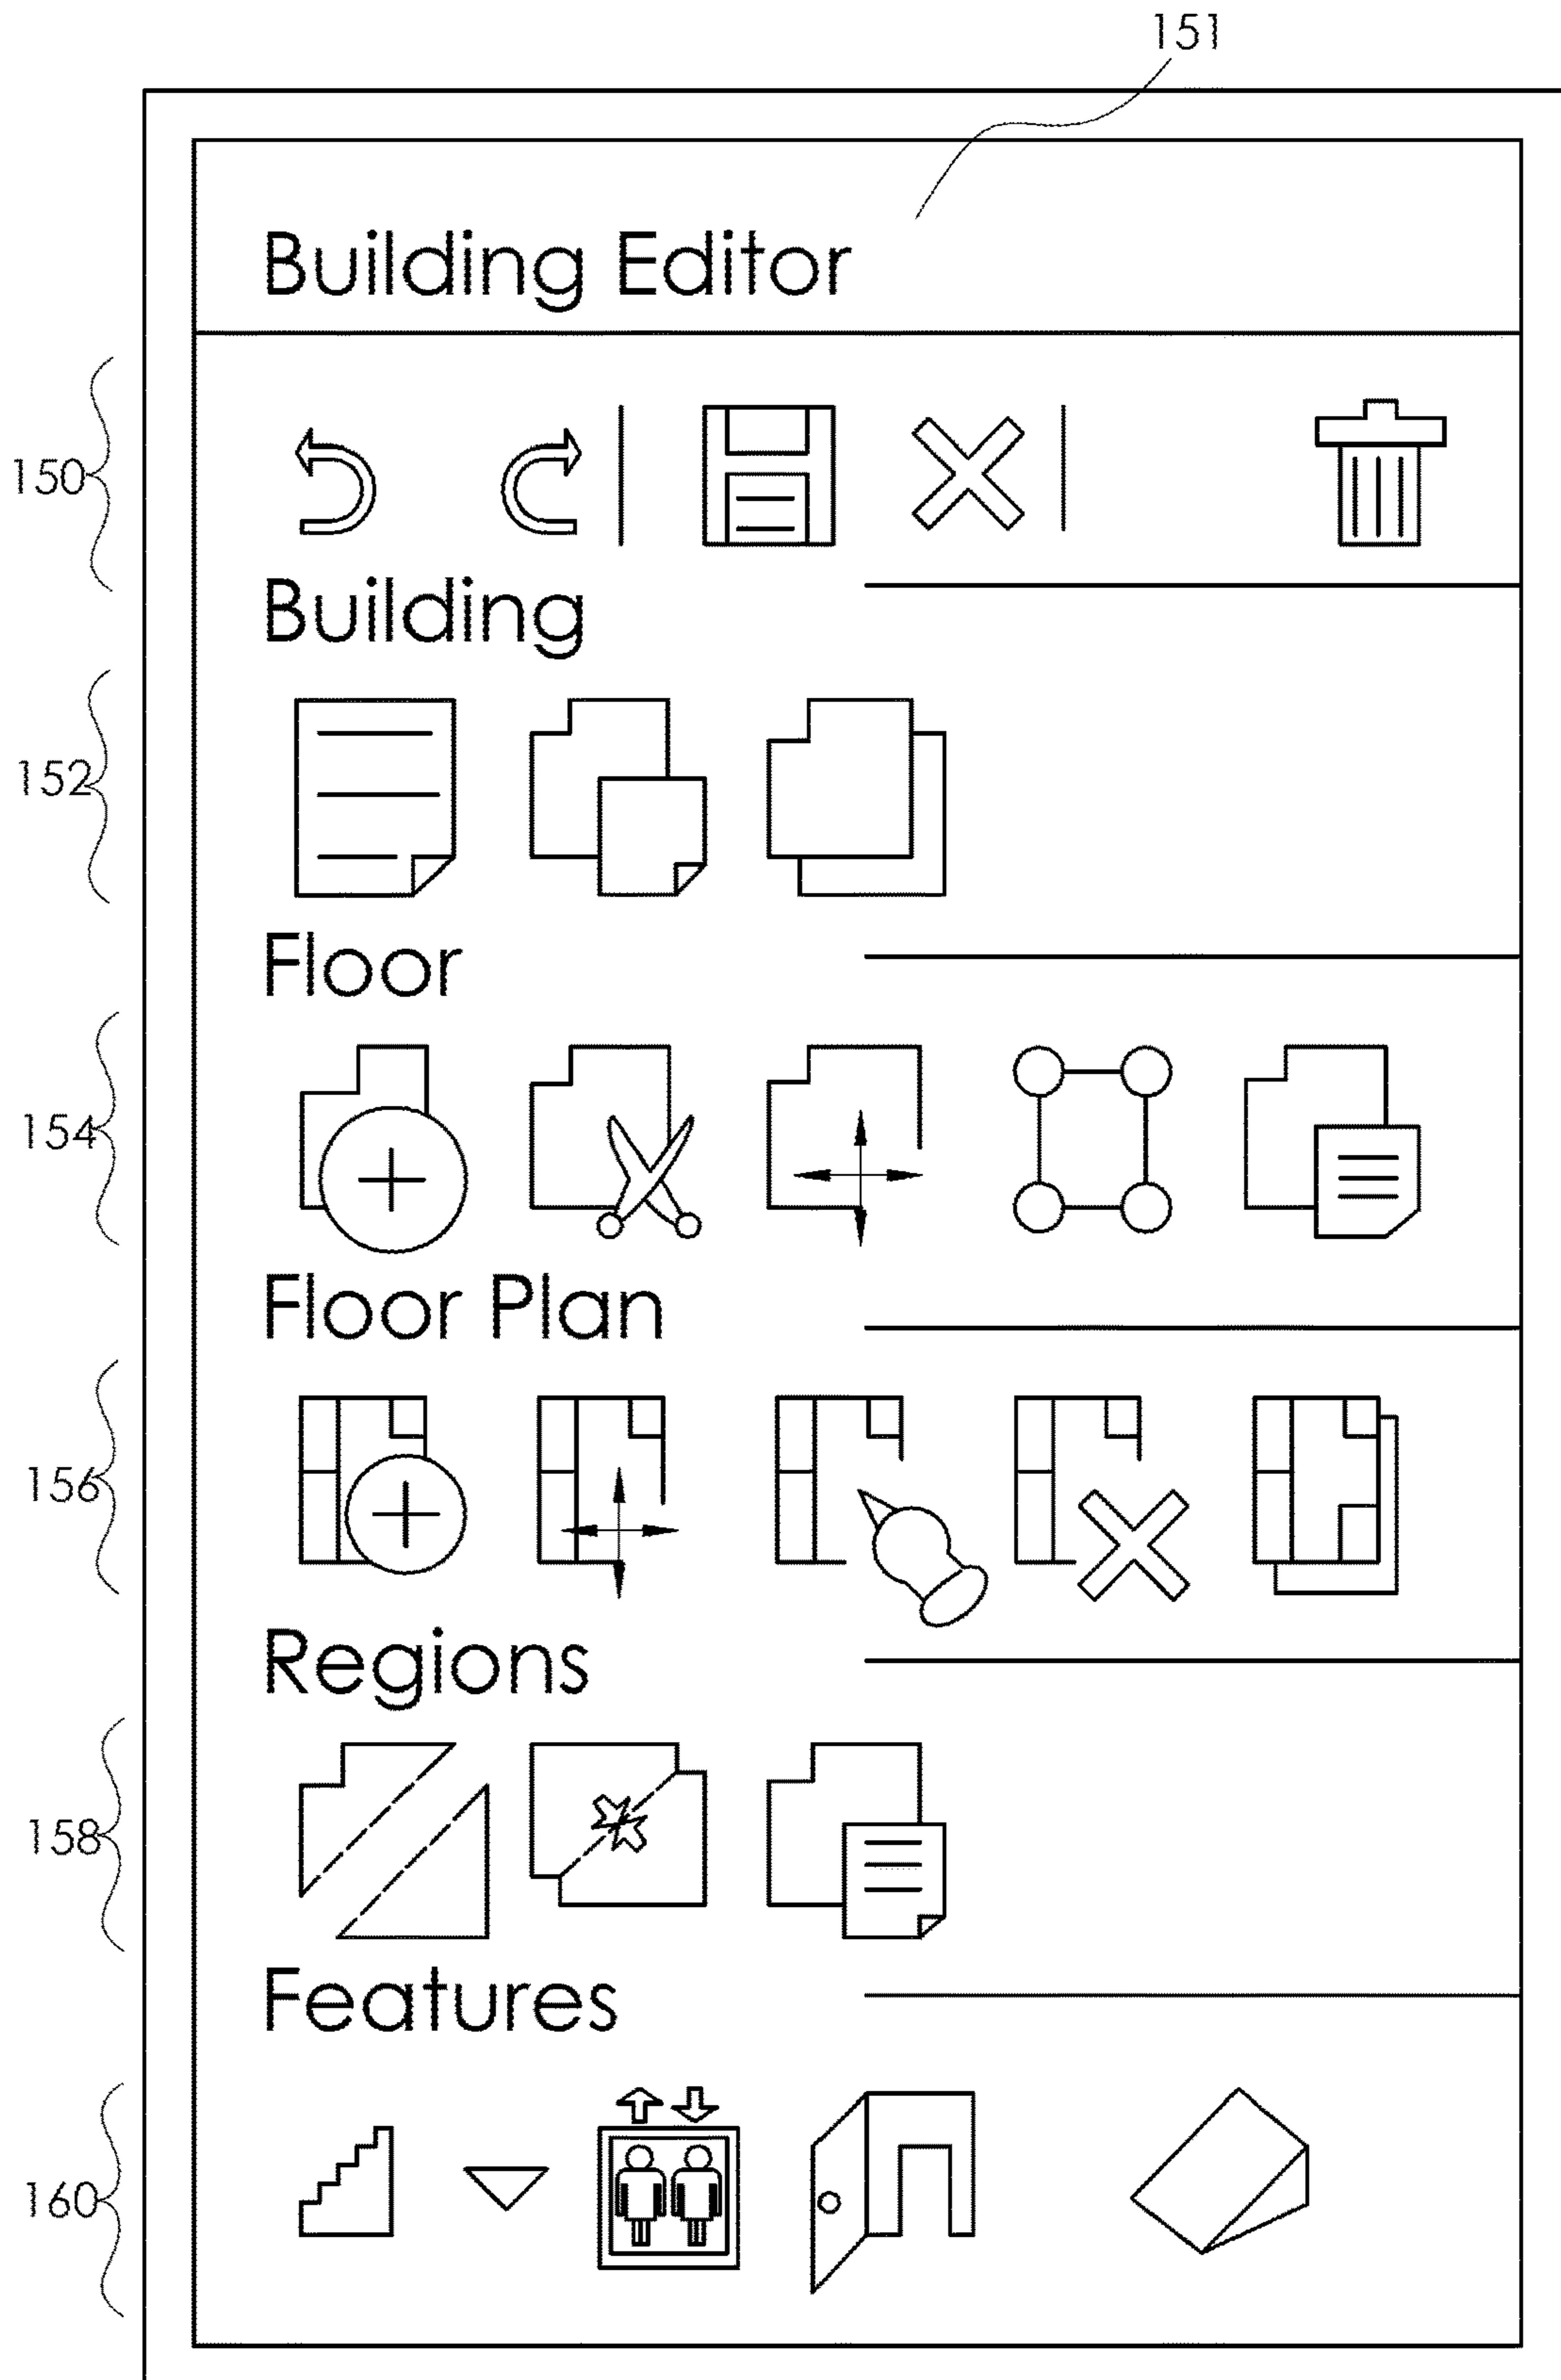 151
Building Editor
150
Building
152
Floor
154
Floor Plan
156
Regions
158
Features
160